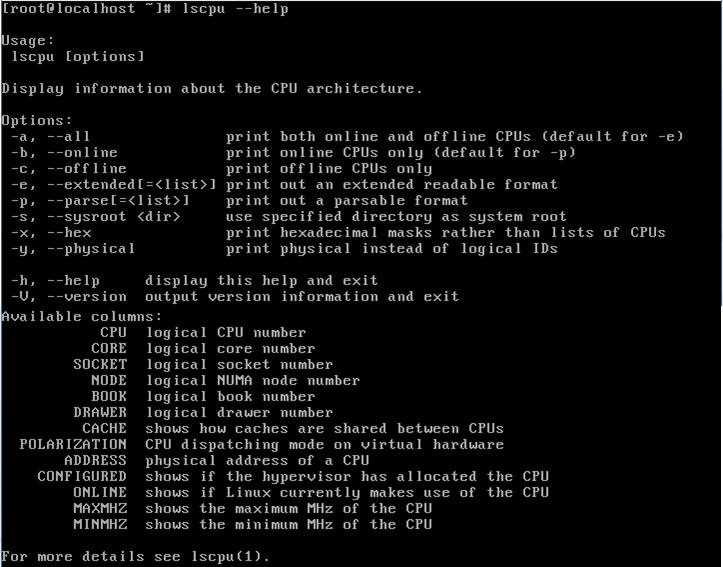 [root@localhost ~]# lscpu --help
Usage:
lscpu [options]
Display information about the CPU architecture.
Options:
-a, --all print both online and offline CPUs (default for -e)
-b, --online print online CPUs only (default for -p)
-c, --offline print offline CPUs only
-e, --extended[=<list>] print out an extended readable format
-p, --parse[=<list>] print out a parsable format
-s, --sysroot <dir> use specified directory as system root
-x, --hex print hexadecimal masks rather than lists of CPUs
-y, --physical print physical instead of logical IDs
-h, --help display this help and exit
-V, --version output version information and exit
Available columns:
CPU logical CPU number
CORE logical core number
SOCKET logical socket number
NODE logical NUMA node number
BOOK logical book number
DRAWER logical drawer number
CACHE shows how caches are shared between CPUs
POLARIZATION CPU dispatching mode on virtual hardware
ADDRESS physical address of a CPU
CONFIGURED shows if the hypervisor has allocated the CPU
ONLINE shows if Linux currently makes use of the CPU
MAXMHZ shows the maximum MHz of the CPU
MINMHZ shows the minimum MHz of the CPU
For more details see lscpu(1).